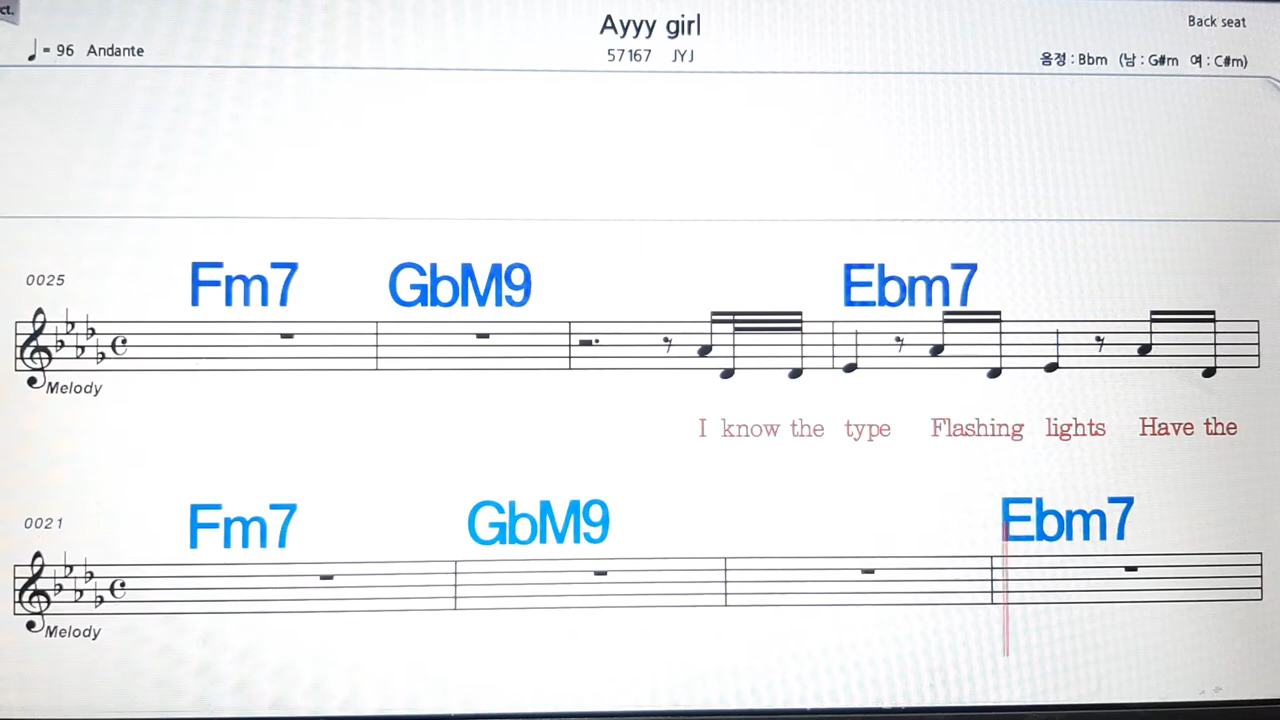 ct.
Ayyy girl
Back seat
♩= 96 Andante
57167 JYJ
음정 : Bbm (남 : G#m 여 : C#m)
0025
Fm7 GbM9 Ebm7
Melody
I know the type Flashing lights Have the
0021
Fm7 GbM9 Ebm7
Melody